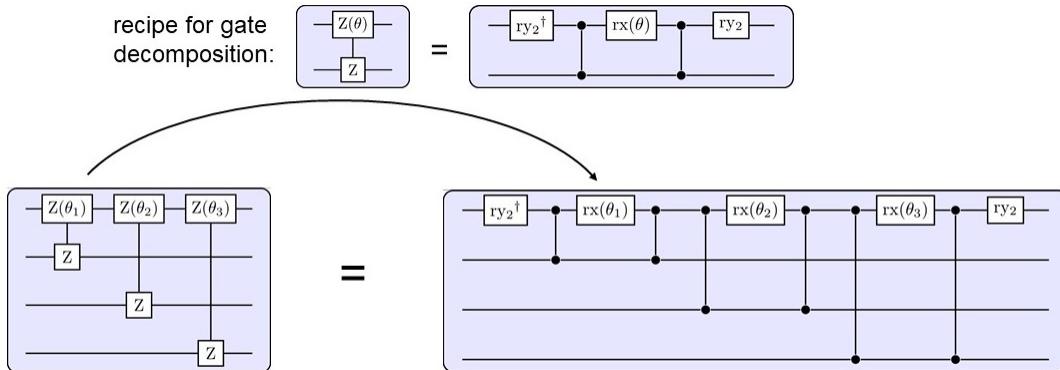 recipe for gate
decomposition:
Z(θ)
Z
=
ry₂†
rx(θ)
ry₂
Z(θ₁)
Z(θ₂)
Z(θ₃)
Z
Z
Z
=
ry₂†
rx(θ₁)
rx(θ₂)
rx(θ₃)
ry₂